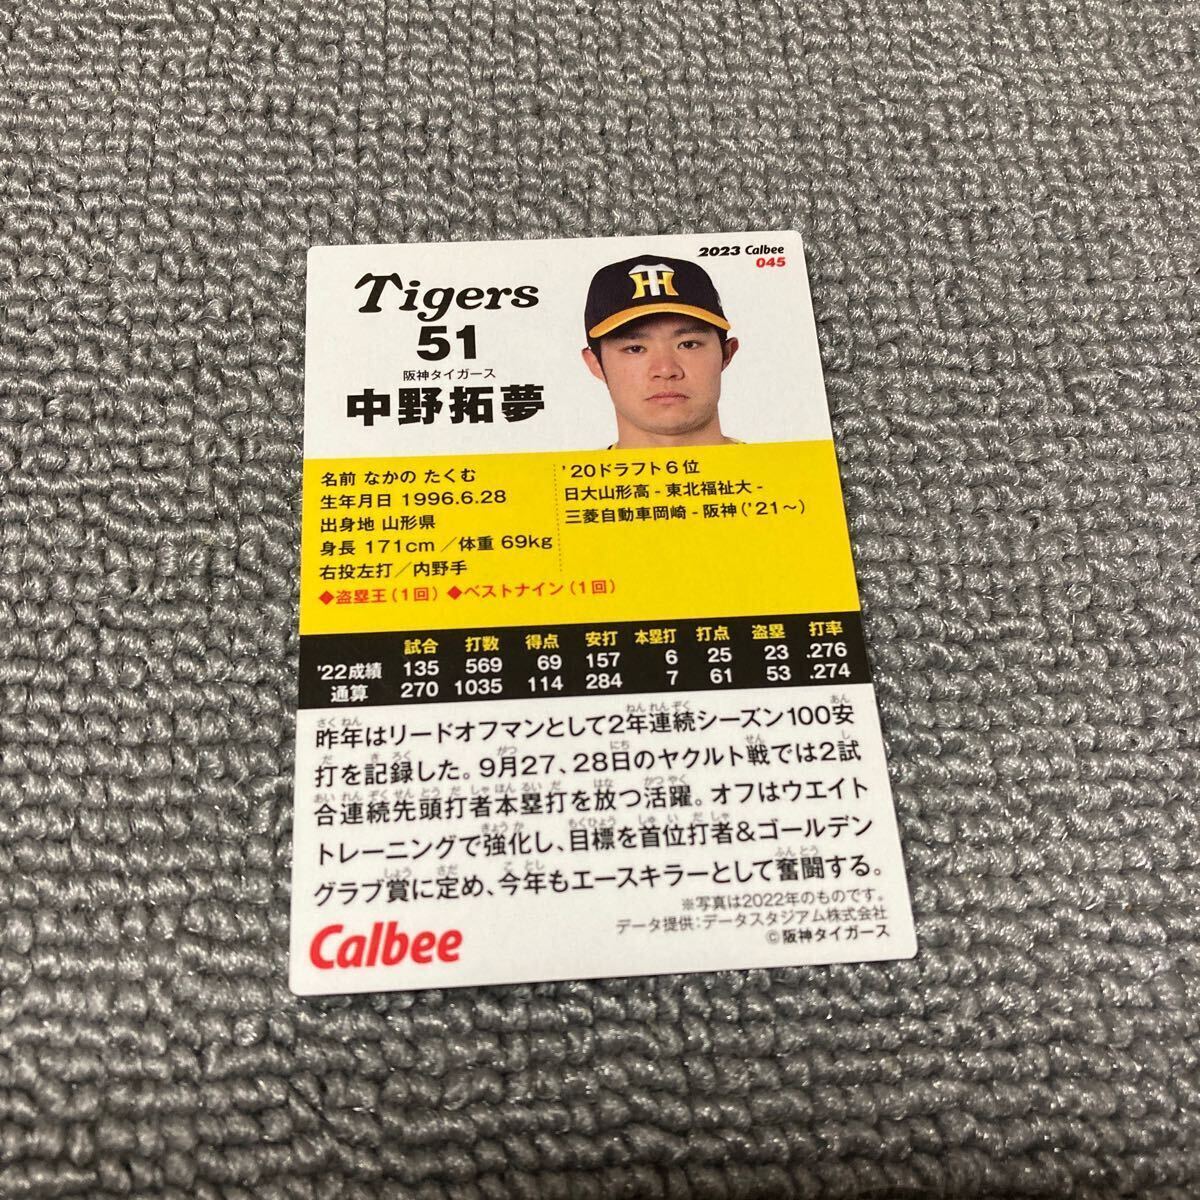 2023 Calbee
045
Tigers
51
阪神タイガース
中野拓夢
名前 なかの たくむ
生年月日 1996.6.28
出身地 山形県
身長 171cm／体重 69kg
右投左打／内野手
'20ドラフト6位
日大山形高-東北福祉大-
三菱自動車岡崎-阪神('21～)
◆盗塁王(1回) ◆ベストナイン(1回)
試合 打数 得点 安打 本塁打 打点 盗塁 打率
'22成績 135 569 69 157 6 25 23 .276
通算 270 1035 114 284 7 61 53 .274
昨年はリードオフマンとして2年連続シーズン100安
打を記録した。9月27、28日のヤクルト戦では2試
合連続先頭打者本塁打を放つ活躍。オフはウエイト
トレーニングで強化し、目標を首位打者&ゴールデン
グラブ賞に定め、今年もエースキラーとして奮闘する。
※写真は2022年のものです。
データ提供:データスタジアム株式会社
©阪神タイガース
Calbee